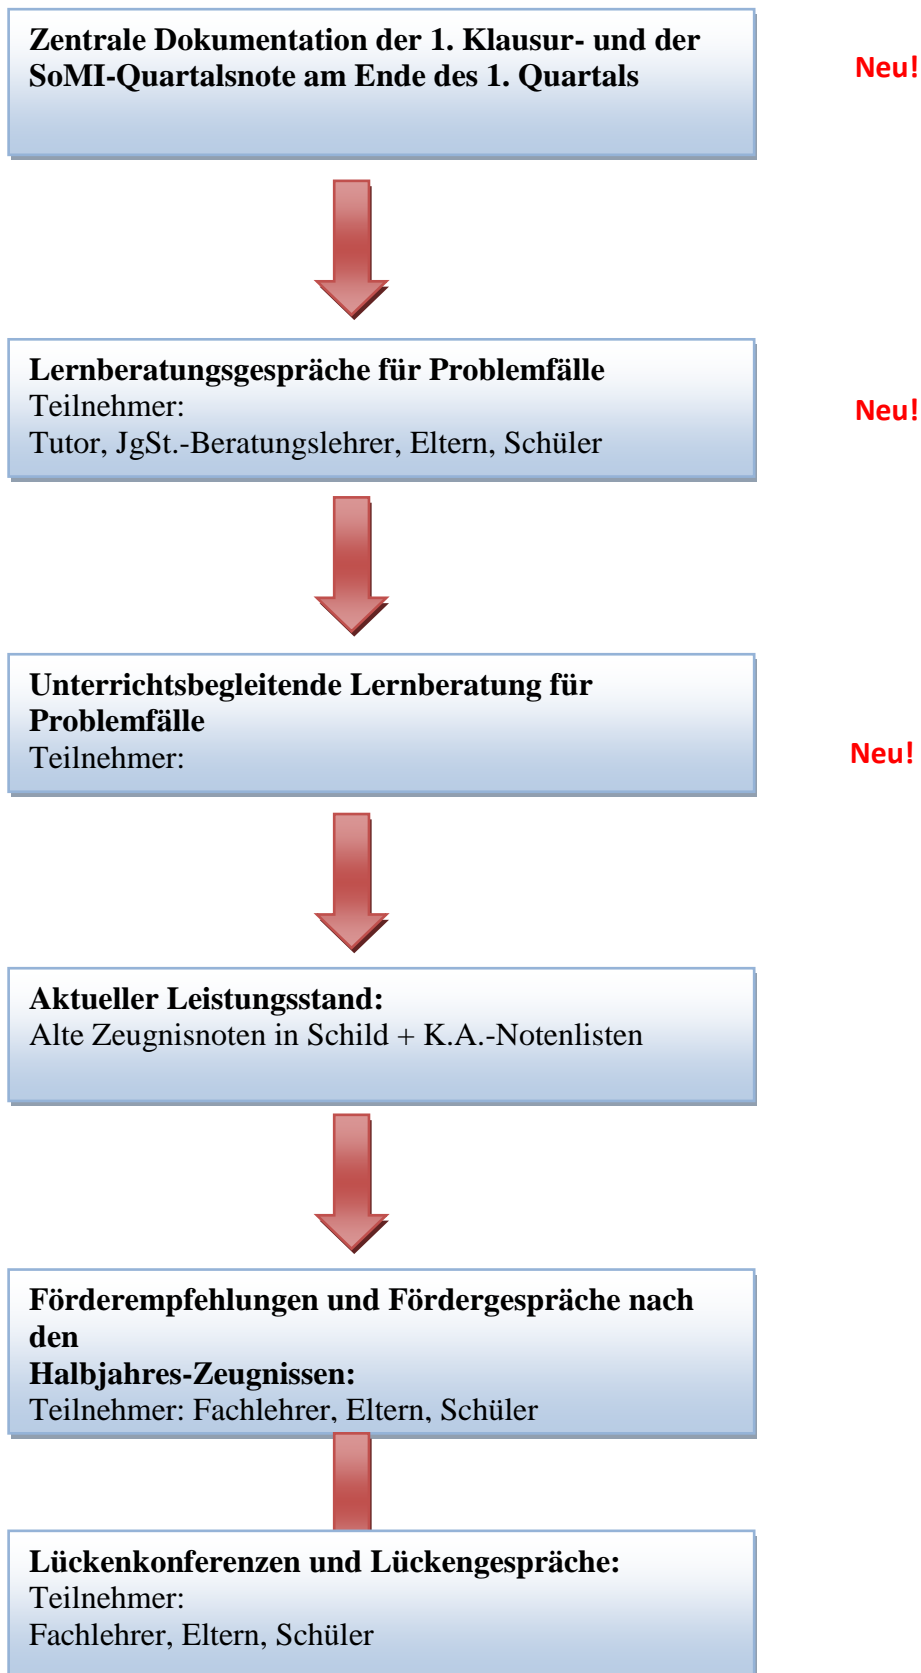 Zentrale Dokumentation der 1. Klausur- und der
SoMI-Quartalsnote am Ende des 1. Quartals
Neu!
Lernberatungsgespräche für Problemfälle
Teilnehmer:
Tutor, JgSt.-Beratungslehrer, Eltern, Schüler
Neu!
Unterrichtsbegleitende Lernberatung für
Problemfälle
Teilnehmer:
Neu!
Aktueller Leistungsstand:
Alte Zeugnisnoten in Schild + K.A.-Notenlisten
Förderempfehlungen und Fördergespräche nach
den
Halbjahres-Zeugnissen:
Teilnehmer: Fachlehrer, Eltern, Schüler
Lückenkonferenzen und Lückengespräche:
Teilnehmer:
Fachlehrer, Eltern, Schüler